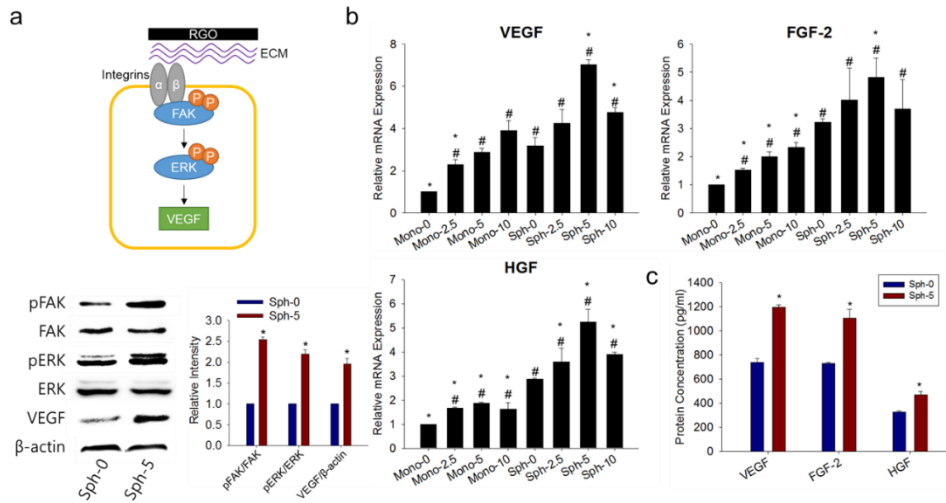 a
RGO
ECM
Integrins
α β
P P
FAK
P P
ERK
VEGF
pFAK
FAK
pERK
ERK
VEGF
β-actin
Sph-0 Sph-5
Sph-0
Sph-5
Relative Intensity
3.0
2.5
2.0
1.5
1.0
0.5
0.0
* * *
pFAK/FAK pERK/ERK VEGF/β-actin
b
VEGF
Relative mRNA Expression
8
6
4
2
0
* * # # # # # * # * #
Mono-0 Mono-2.5 Mono-5 Mono-10 Sph-0 Sph-2.5 Sph-5 Sph-10
FGF-2
Relative mRNA Expression
6
5
4
3
2
1
0
* * # * # * # # # * # #
Mono-0 Mono-2.5 Mono-5 Mono-10 Sph-0 Sph-2.5 Sph-5 Sph-10
HGF
Relative mRNA Expression
7
6
5
4
3
2
1
0
* * # * # * # # * # * # * #
Mono-0 Mono-2.5 Mono-5 Mono-10 Sph-0 Sph-2.5 Sph-5 Sph-10
c
Sph-0
Sph-5
Protein Concentration (pg/ml)
1400
1200
1000
800
600
400
200
0
* * *
VEGF FGF-2 HGF